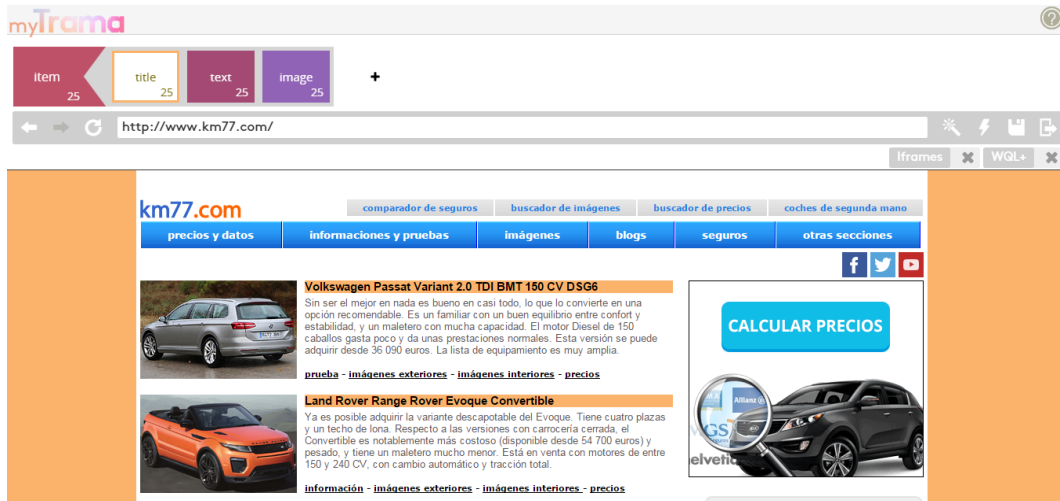 myTrama
?
item
25
title
25
text
25
image
25
+
http://www.km77.com/
Iframes
WQL+
km77.com
comparador de seguros
buscador de imágenes
buscador de precios
coches de segunda mano
precios y datos
informaciones y pruebas
imágenes
blogs
seguros
otras secciones
Volkswagen Passat Variant 2.0 TDI BMT 150 CV DSG6
Sin ser el mejor en nada es bueno en casi todo, lo que lo convierte en una
opción recomendable. Es un familiar con un buen equilibrio entre confort y
estabilidad, y un maletero con mucha capacidad. El motor Diesel de 150
caballos gasta poco y da unas prestaciones normales. Esta versión se puede
adquirir desde 36 090 euros. La lista de equipamiento es muy amplia.
prueba - imágenes exteriores - imágenes interiores - precios
Land Rover Range Rover Evoque Convertible
Ya es posible adquirir la variante descapotable del Evoque. Tiene cuatro plazas
y un techo de lona. Respecto a las versiones con carrocería cerrada, el
Convertible es notablemente más costoso (disponible desde 54 700 euros) y
pesado, y tiene un maletero mucho menor. Está en venta con motores de entre
150 y 240 CV, con cambio automático y tracción total.
información - imágenes exteriores - imágenes interiores - precios
CALCULAR PRECIOS
Allianz